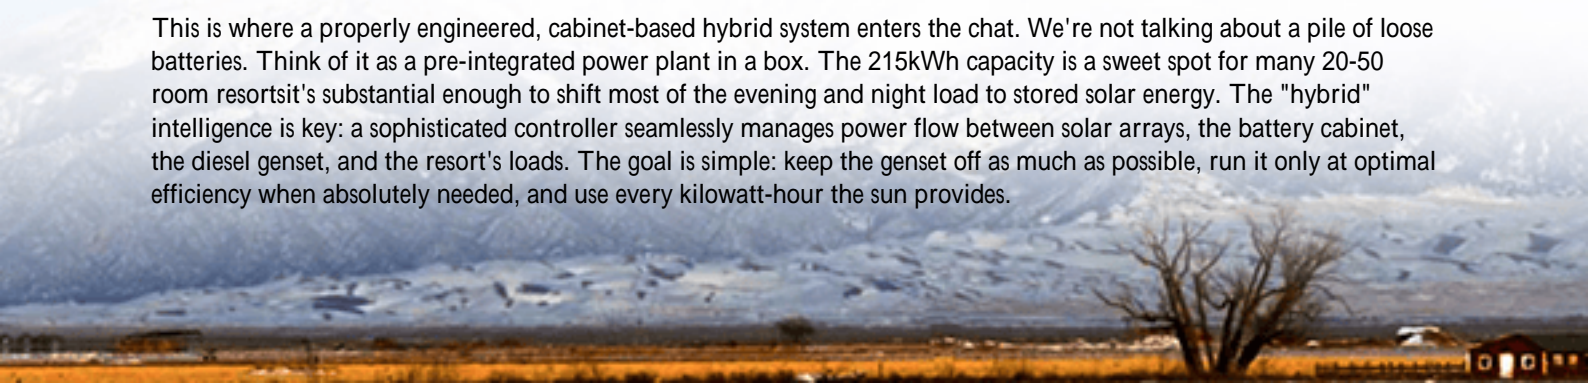 This is where a properly engineered, cabinet-based hybrid system enters the chat. We're not talking about a pile of loose
batteries. Think of it as a pre-integrated power plant in a box. The 215kWh capacity is a sweet spot for many 20-50
room resortsit's substantial enough to shift most of the evening and night load to stored solar energy. The "hybrid"
intelligence is key: a sophisticated controller seamlessly manages power flow between solar arrays, the battery cabinet,
the diesel genset, and the resort's loads. The goal is simple: keep the genset off as much as possible, run it only at optimal
efficiency when absolutely needed, and use every kilowatt-hour the sun provides.